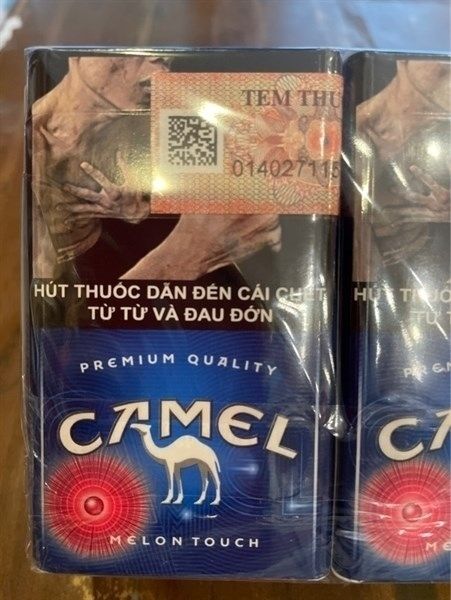 TEM THU
014027115
HÚT THUỐC DẪN ĐẾN CÁI CHẾT
TỪ TỪ VÀ ĐAU ĐỚN
PREMIUM QUALITY
CAMEL
MELON TOUCH